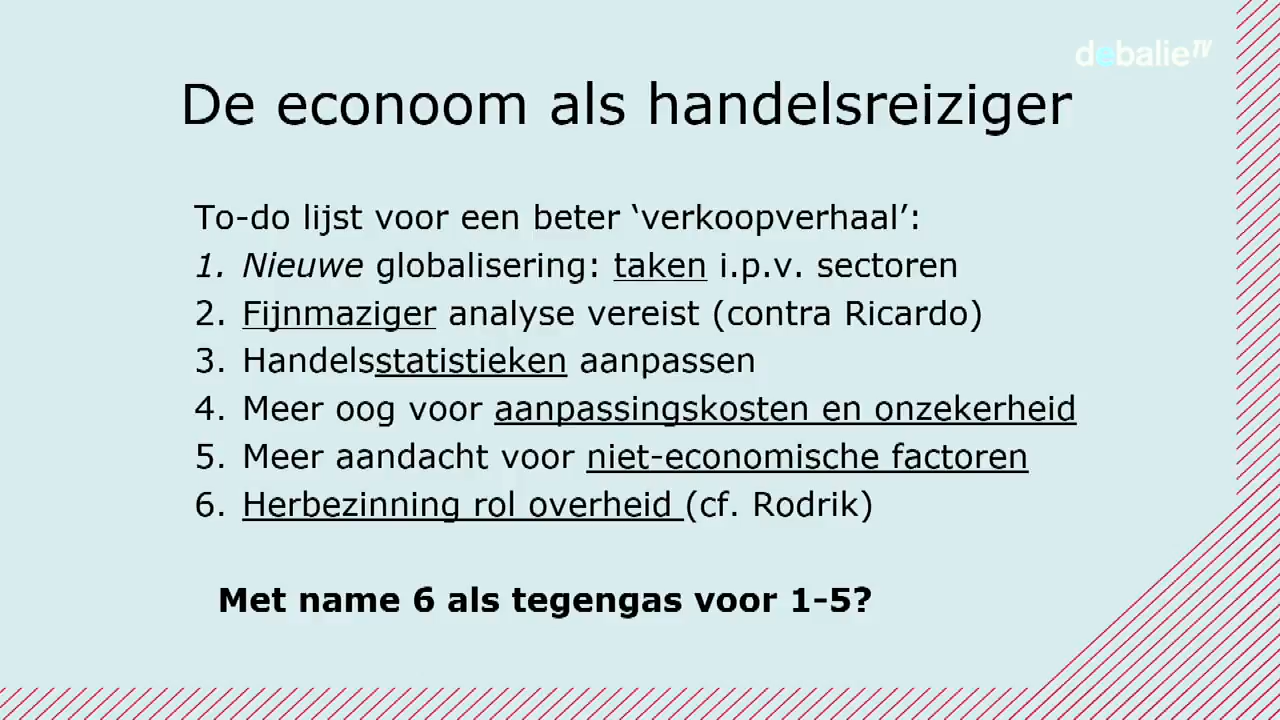 debalie TV
De econoom als handelsreiziger
To-do lijst voor een beter ‘verkoopverhaal’:
1. Nieuwe globalisering: taken i.p.v. sectoren
2. Fijnmaziger analyse vereist (contra Ricardo)
3. Handelsstatistieken aanpassen
4. Meer oog voor aanpassingskosten en onzekerheid
5. Meer aandacht voor niet-economische factoren
6. Herbezinning rol overheid (cf. Rodrik)
Met name 6 als tegengas voor 1-5?